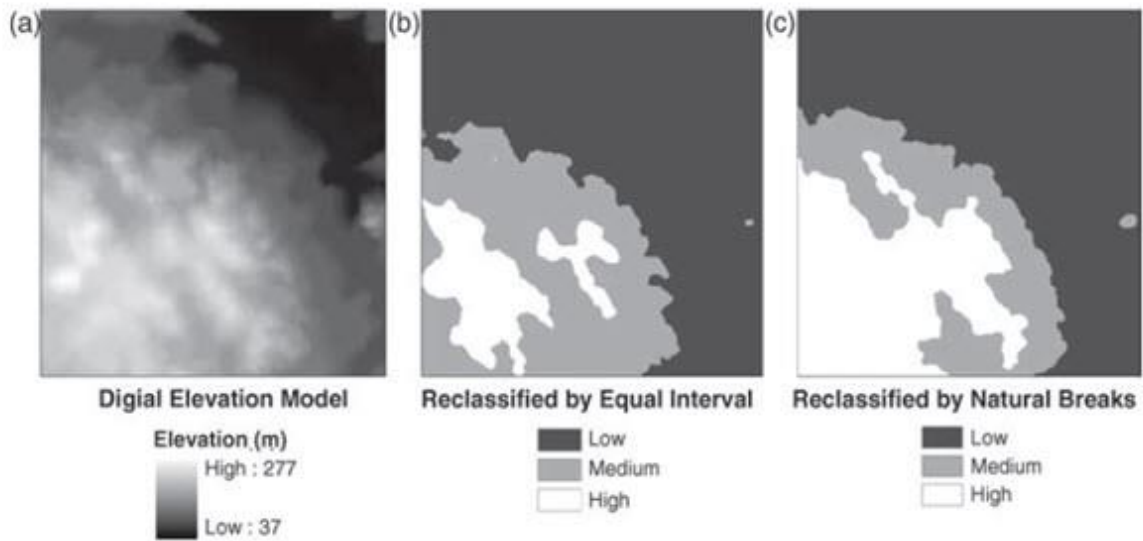 (a)
(b)
(c)
Digial Elevation Model
Reclassified by Equal Interval
Reclassified by Natural Breaks
Elevation (m)
High : 277
Low : 37
Low
Medium
High
Low
Medium
High